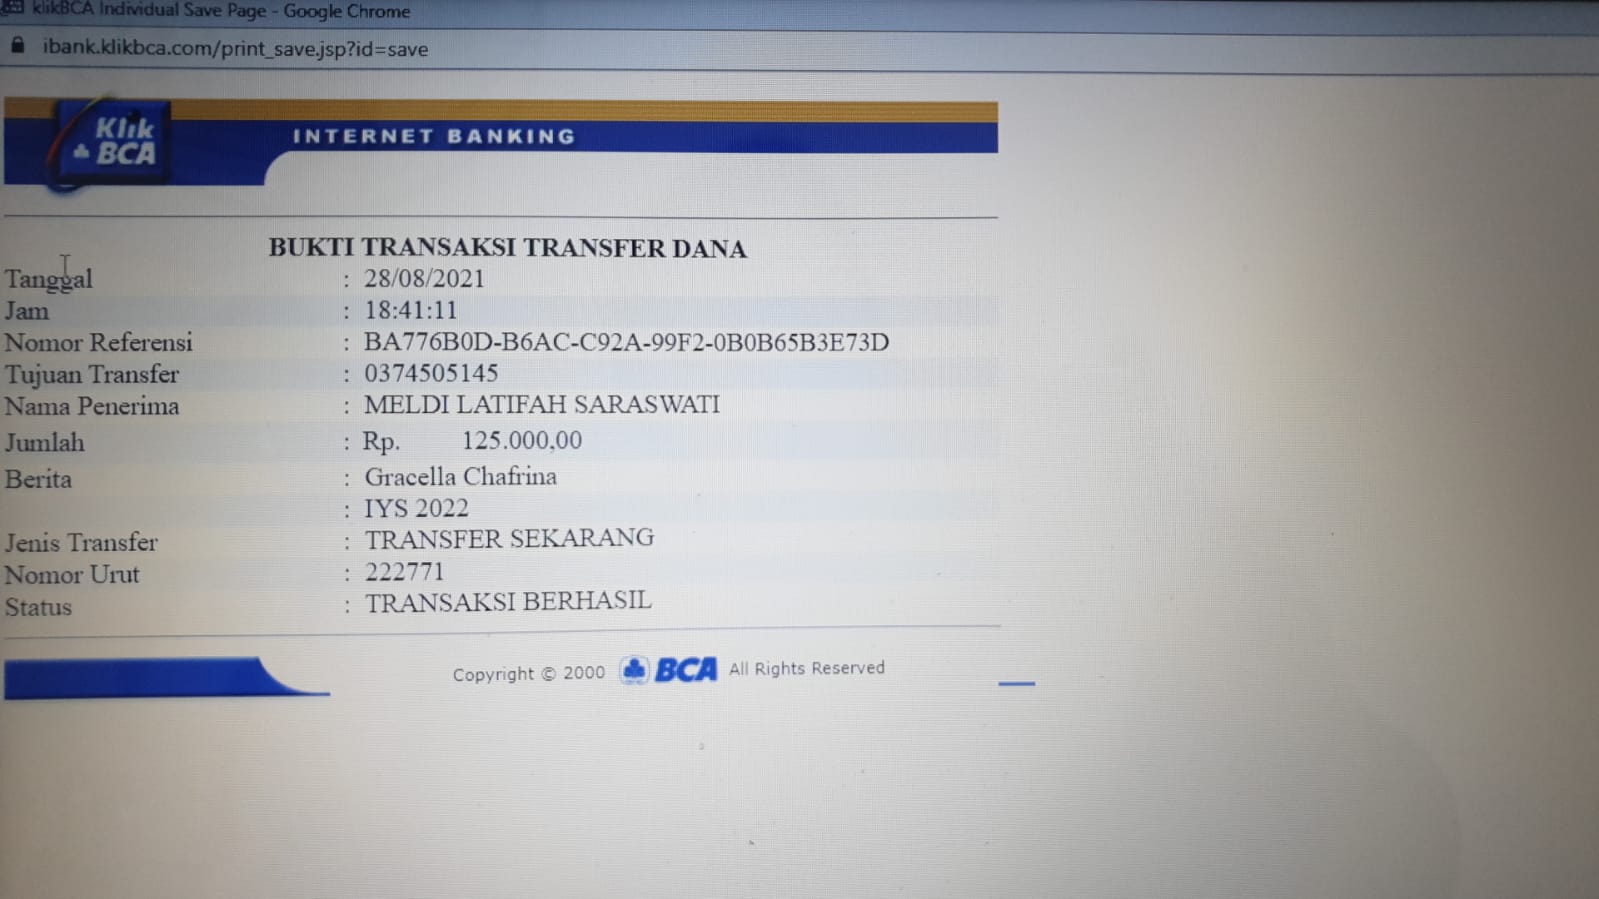 klikBCA Individual Save Page - Google Chrome
ibank.klikbca.com/print_save.jsp?id=save
Klik
BCA
INTERNET BANKING
BUKTI TRANSAKSI TRANSFER DANA
Tanggal : 28/08/2021
Jam : 18:41:11
Nomor Referensi : BA776B0D-B6AC-C92A-99F2-0B0B65B3E73D
Tujuan Transfer : 0374505145
Nama Penerima : MELDI LATIFAH SARASWATI
Jumlah : Rp. 125.000,00
Berita : Gracella Chafrina
: IYS 2022
Jenis Transfer : TRANSFER SEKARANG
Nomor Urut : 222771
Status : TRANSAKSI BERHASIL
Copyright © 2000 BCA All Rights Reserved